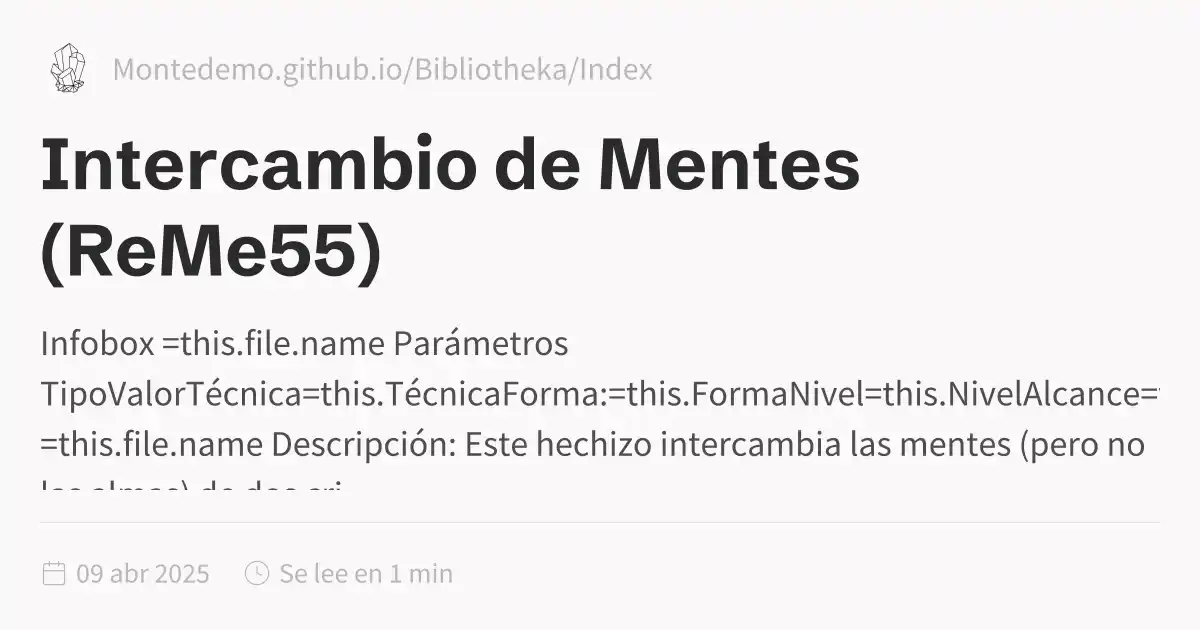 Montedemo.github.io/Bibliotheka/Index
Intercambio de Mentes
(ReMe55)
Infobox =this.file.name Parámetros
TipoValorTécnica=this.TécnicaForma:=this.FormaNivel=this.NivelAlcance=
=this.file.name Descripción: Este hechizo intercambia las mentes (pero no
09 abr 2025
Se lee en 1 min